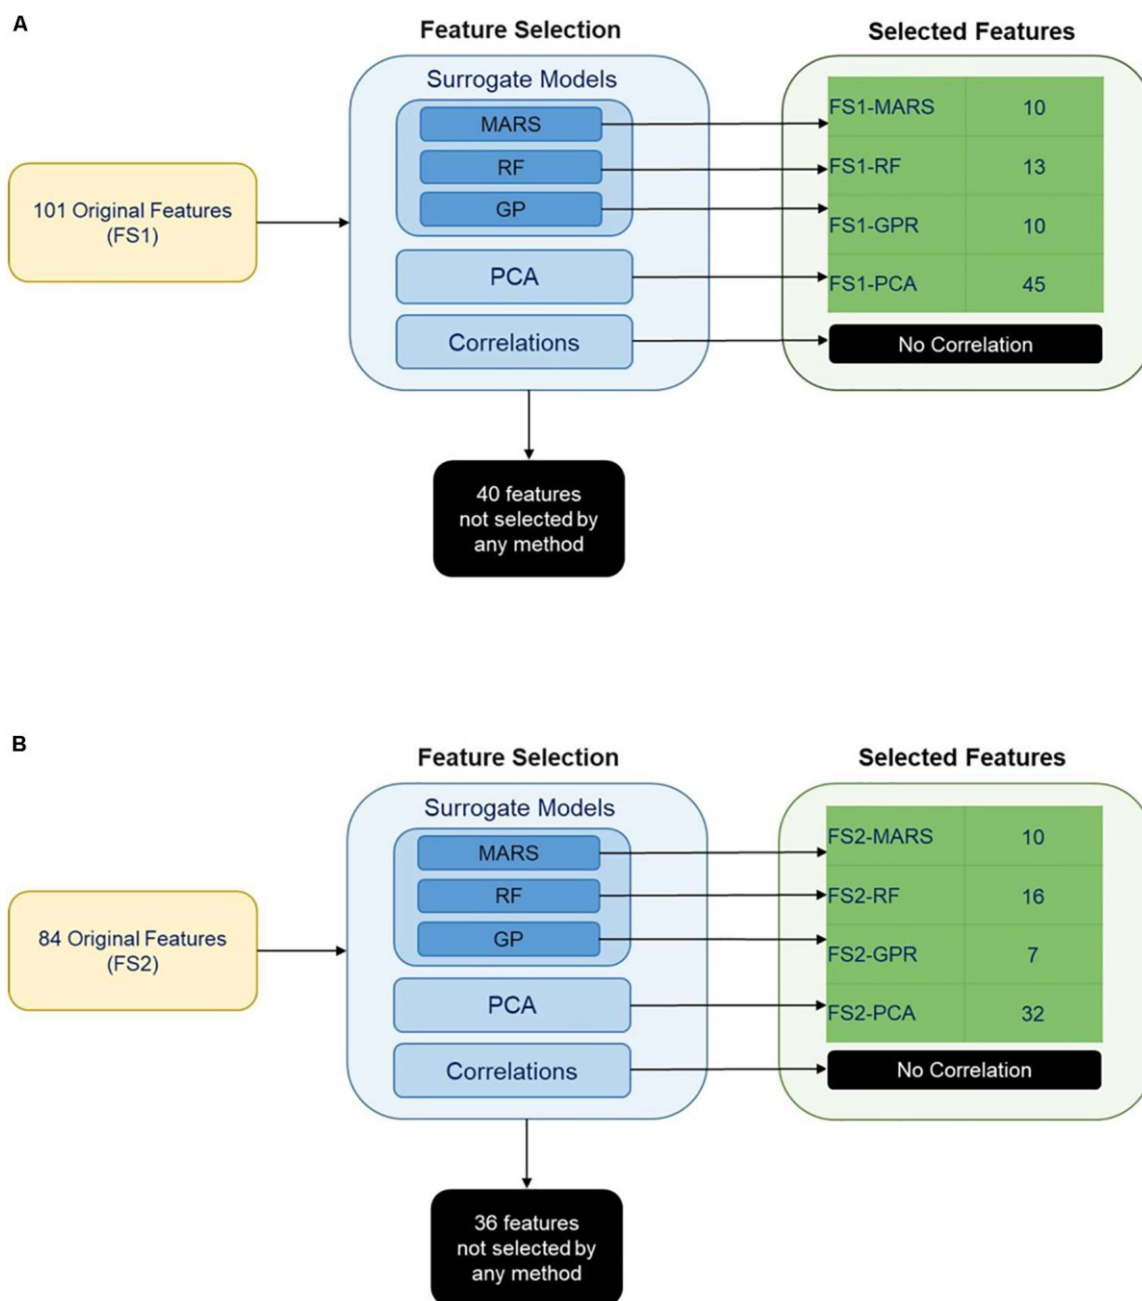 A
Feature Selection
Selected Features
Surrogate Models
MARS
RF
GP
PCA
Correlations
101 Original Features
(FS1)
FS1-MARS 10
FS1-RF 13
FS1-GPR 10
FS1-PCA 45
No Correlation
40 features
not selected by
any method
B
Feature Selection
Selected Features
Surrogate Models
MARS
RF
GP
PCA
Correlations
84 Original Features
(FS2)
FS2-MARS 10
FS2-RF 16
FS2-GPR 7
FS2-PCA 32
No Correlation
36 features
not selected by
any method